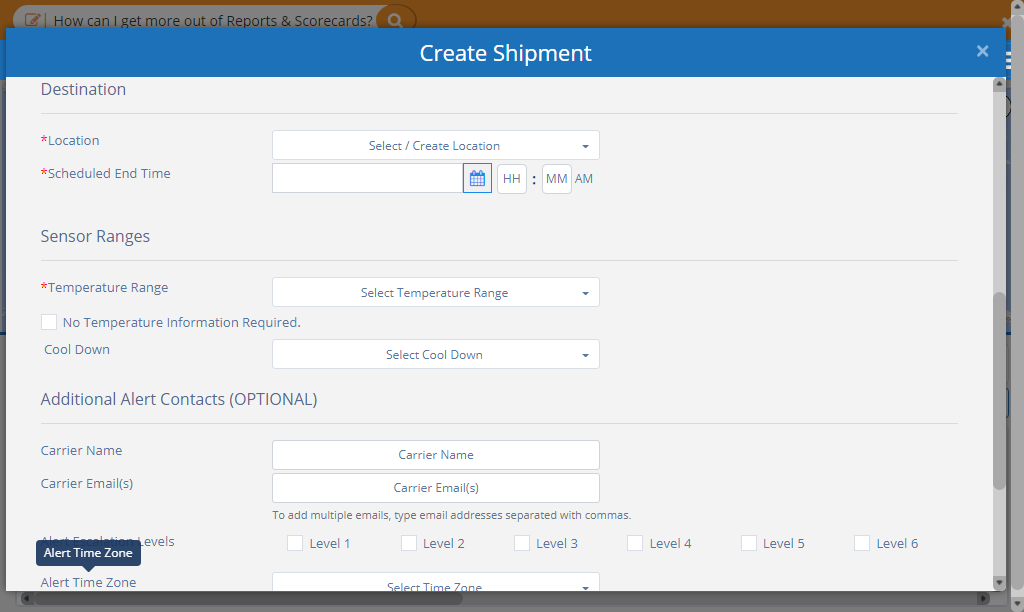 How can I get more out of Reports & Scorecards?
Create Shipment
Destination
*Location
Select / Create Location
*Scheduled End Time
HH : MM AM
Sensor Ranges
*Temperature Range
Select Temperature Range
No Temperature Information Required.
Cool Down
Select Cool Down
Additional Alert Contacts (OPTIONAL)
Carrier Name
Carrier Name
Carrier Email(s)
Carrier Email(s)
To add multiple emails, type email addresses separated with commas.
Alert Escalation Levels
Level 1 Level 2 Level 3 Level 4 Level 5 Level 6
Alert Time Zone
Alert Time Zone
Select Time Zone